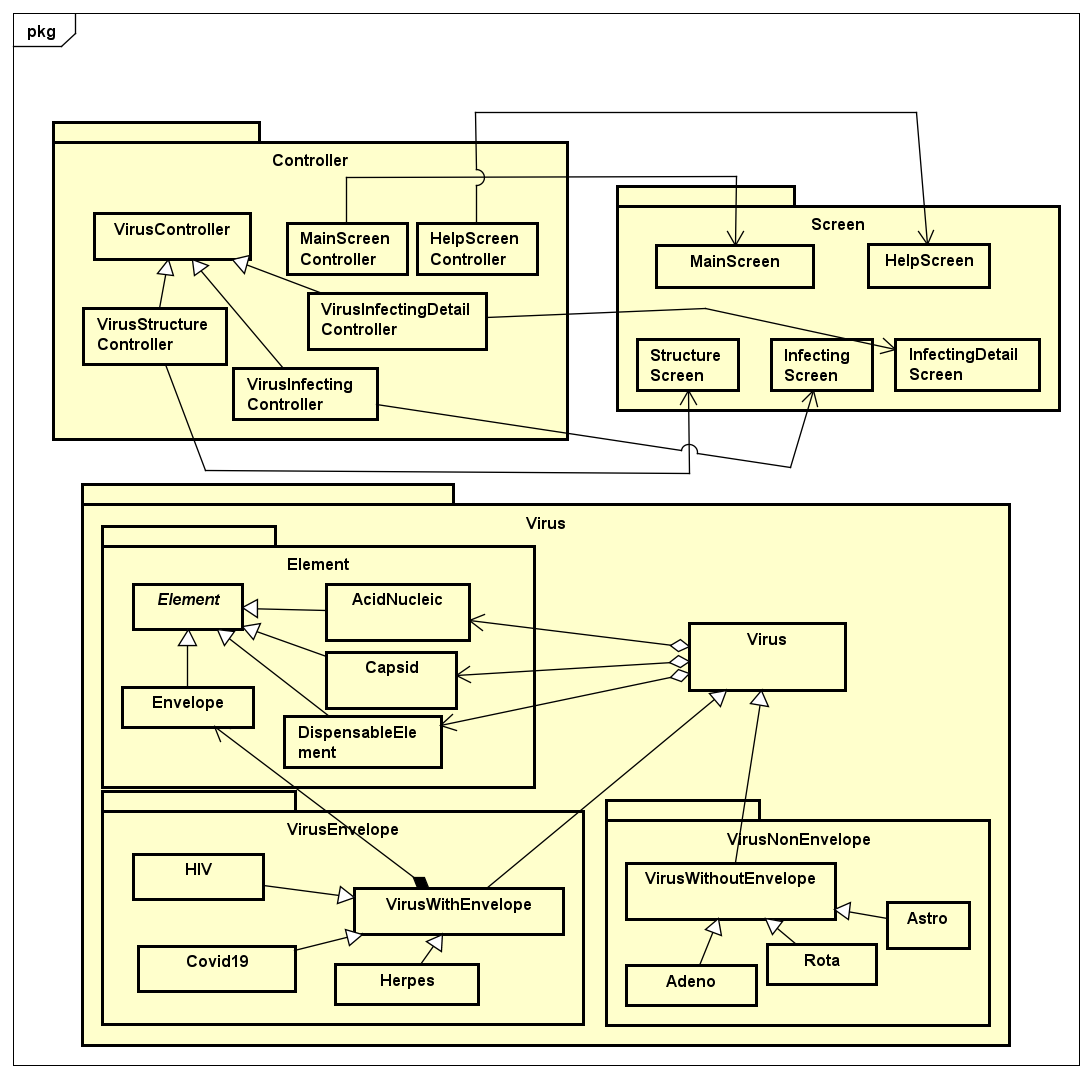 pkg
Controller
VirusController
MainScreen
Controller
HelpScreen
Controller
VirusStructure
Controller
VirusInfectingDetail
Controller
VirusInfecting
Controller
Screen
MainScreen
HelpScreen
Structure
Screen
Infecting
Screen
InfectingDetail
Screen
Virus
Element
Element
AcidNucleic
Capsid
Envelope
DispensableEle
ment
Virus
VirusEnvelope
HIV
VirusWithEnvelope
Covid19
Herpes
VirusNonEnvelope
VirusWithoutEnvelope
Astro
Rota
Adeno